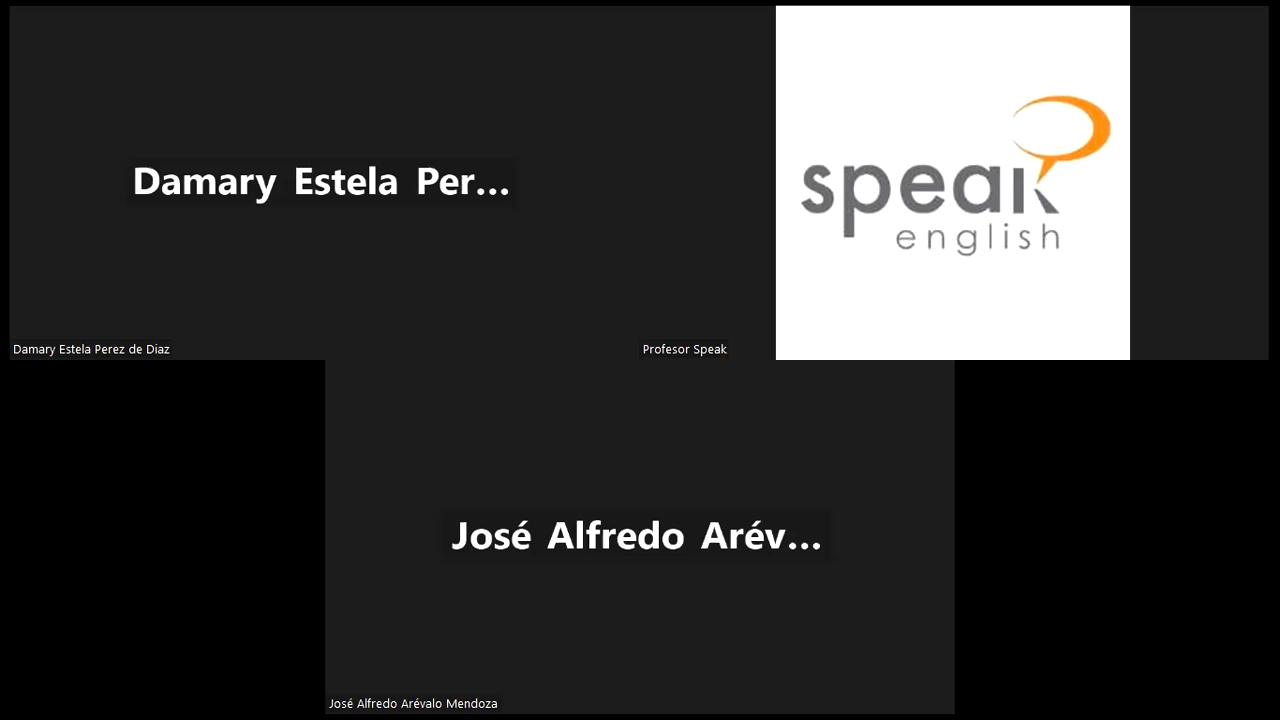 Damary Estela Per...
Damary Estela Perez de Diaz
speak
english
Profesor Speak
José Alfredo Arév...
José Alfredo Arévalo Mendoza